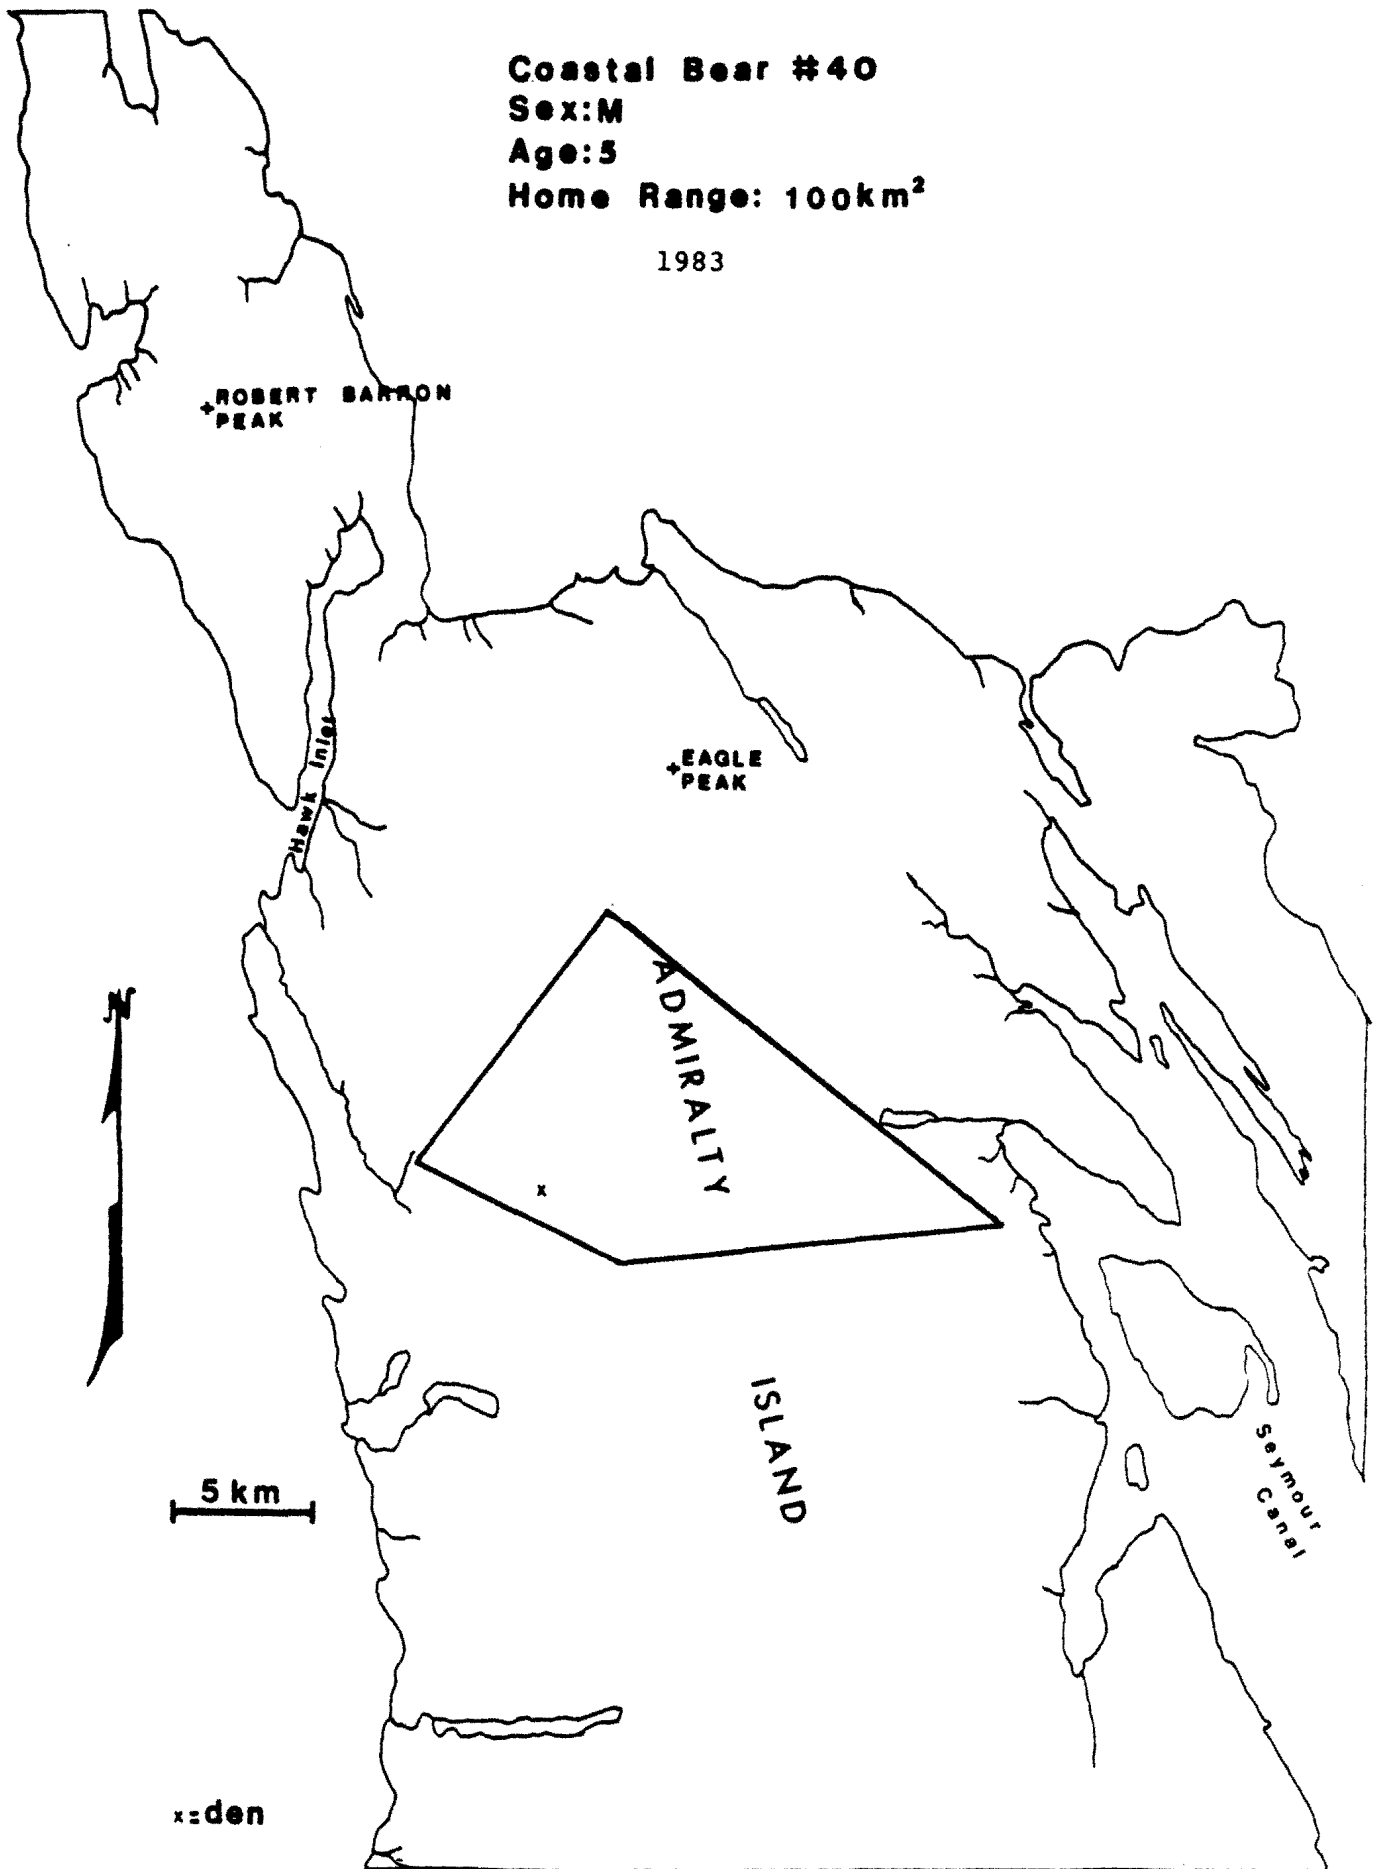 Coastal Bear #40
Sex:M
Age:5
Home Range: 100km²
1983
+ROBERT BARRON
PEAK
Hawk Inlet
+EAGLE
PEAK
ADMIRALTY
N
x
ISLAND
Seymour
Canal
5 km
x=den